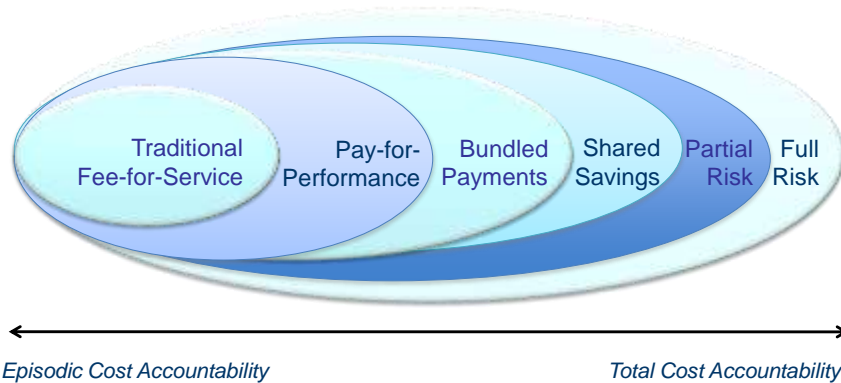 Traditional
Fee-for-Service
Pay-for-
Performance
Bundled
Payments
Shared
Savings
Partial
Risk
Full
Risk
Episodic Cost Accountability
Total Cost Accountability